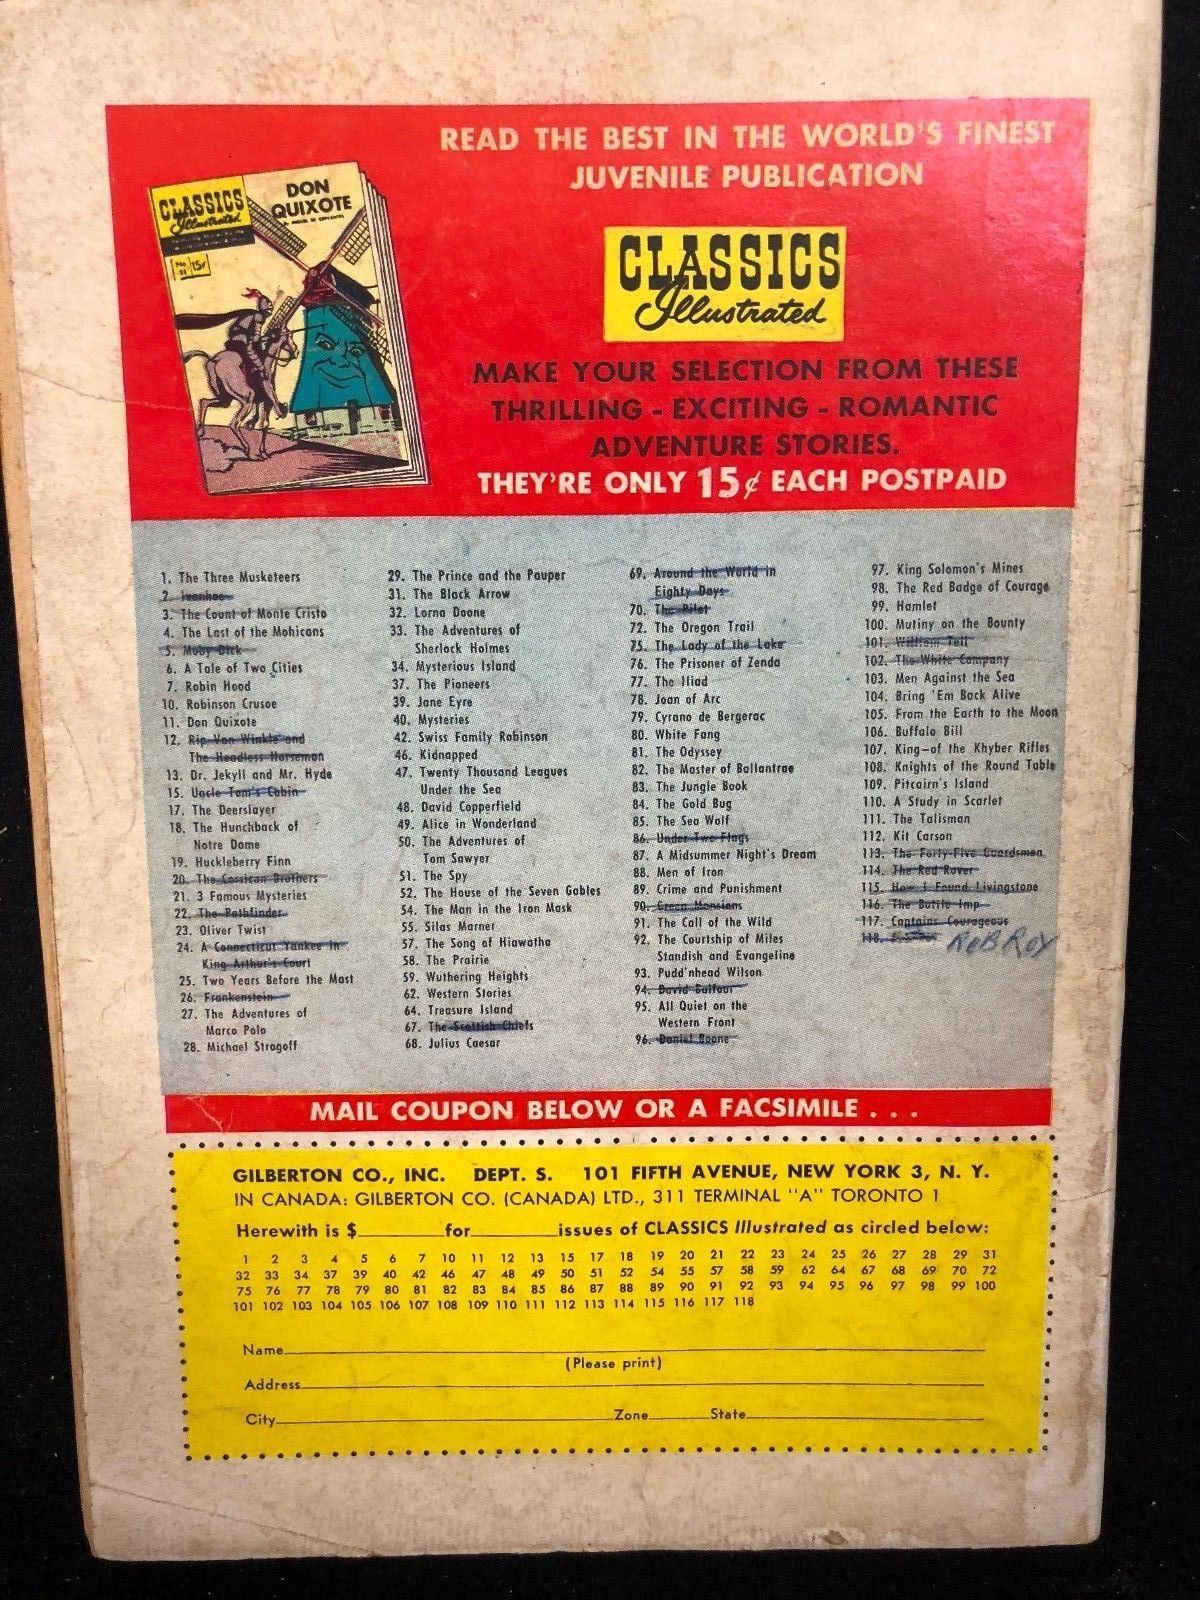 READ THE BEST IN THE WORLD'S FINEST
JUVENILE PUBLICATION
CLASSICS
Illustrated
DON
QUIXOTE
No
11
15¢
CLASSICS
Illustrated
MAKE YOUR SELECTION FROM THESE
THRILLING - EXCITING - ROMANTIC
ADVENTURE STORIES.
THEY'RE ONLY 15¢ EACH POSTPAID
1. The Three Musketeers
2. Ivanhoe
3. The Count of Monte Cristo
4. The Last of the Mohicans
5. Moby Dick
6. A Tale of Two Cities
7. Robin Hood
10. Robinson Crusoe
11. Don Quixote
12. Rip Van Winkle and
The Headless Horseman
13. Dr. Jekyll and Mr. Hyde
15. Uncle Tom's Cabin
17. The Deerslayer
18. The Hunchback of
Notre Dame
19. Huckleberry Finn
20. The Corsican Brothers
21. 3 Famous Mysteries
22. The Pathfinder
23. Oliver Twist
24. A Connecticut Yankee in
King Arthur's Court
25. Two Years Before the Mast
26. Frankenstein
27. The Adventures of
Marco Polo
28. Michael Strogoff
29. The Prince and the Pauper
31. The Black Arrow
32. Lorna Doone
33. The Adventures of
Sherlock Holmes
34. Mysterious Island
37. The Pioneers
39. Jane Eyre
40. Mysteries
42. Swiss Family Robinson
46. Kidnapped
47. Twenty Thousand Leagues
Under the Sea
48. David Copperfield
49. Alice in Wonderland
50. The Adventures of
Tom Sawyer
51. The Spy
52. The House of the Seven Gables
54. The Man in the Iron Mask
55. Silas Marner
57. The Song of Hiawatha
58. The Prairie
59. Wuthering Heights
62. Western Stories
64. Treasure Island
67. The Scottish Chiefs
68. Julius Caesar
69. Around the World in
Eighty Days
70. The Pilot
72. The Oregon Trail
75. The Lady of the Lake
76. The Prisoner of Zenda
77. The Iliad
78. Joan of Arc
79. Cyrano de Bergerac
80. White Fang
81. The Odyssey
82. The Master of Ballantrae
83. The Jungle Book
84. The Gold Bug
85. The Sea Wolf
86. Under Two Flags
87. A Midsummer Night's Dream
88. Men of Iron
89. Crime and Punishment
90. Green Mansions
91. The Call of the Wild
92. The Courtship of Miles
Standish and Evangeline
93. Pudd'nhead Wilson
94. David Balfour
95. All Quiet on the
Western Front
96. Daniel Boone
97. King Solomon's Mines
98. The Red Badge of Courage
99. Hamlet
100. Mutiny on the Bounty
101. William Tell
102. The White Company
103. Men Against the Sea
104. Bring 'Em Back Alive
105. From the Earth to the Moon
106. Buffalo Bill
107. King—of the Khyber Rifles
108. Knights of the Round Table
109. Pitcairn's Island
110. A Study in Scarlet
111. The Talisman
112. Kit Carson
113. The Forty-Five Guardsmen
114. The Red Rover
115. How I Found Livingstone
116. The Bottle Imp
117. Captains Courageous
118. ROB ROY
MAIL COUPON BELOW OR A FACSIMILE . . .
GILBERTON CO., INC. DEPT. S. 101 FIFTH AVENUE, NEW YORK 3, N. Y.
IN CANADA: GILBERTON CO. (CANADA) LTD., 311 TERMINAL "A" TORONTO 1
Herewith is $ for issues of CLASSICS Illustrated as circled below:
1 2 3 4 5 6 7 10 11 12 13 15 17 18 19 20 21 22 23 24 25 26 27 28 29 31
32 33 34 37 39 40 42 46 47 48 49 50 51 52 54 55 57 58 59 62 64 67 68 69 70 72
75 76 77 78 79 80 81 82 83 84 85 86 87 88 89 90 91 92 93 94 95 96 97 98 99 100
101 102 103 104 105 106 107 108 109 110 111 112 113 114 115 116 117 118
Name
(Please print)
Address
City Zone State